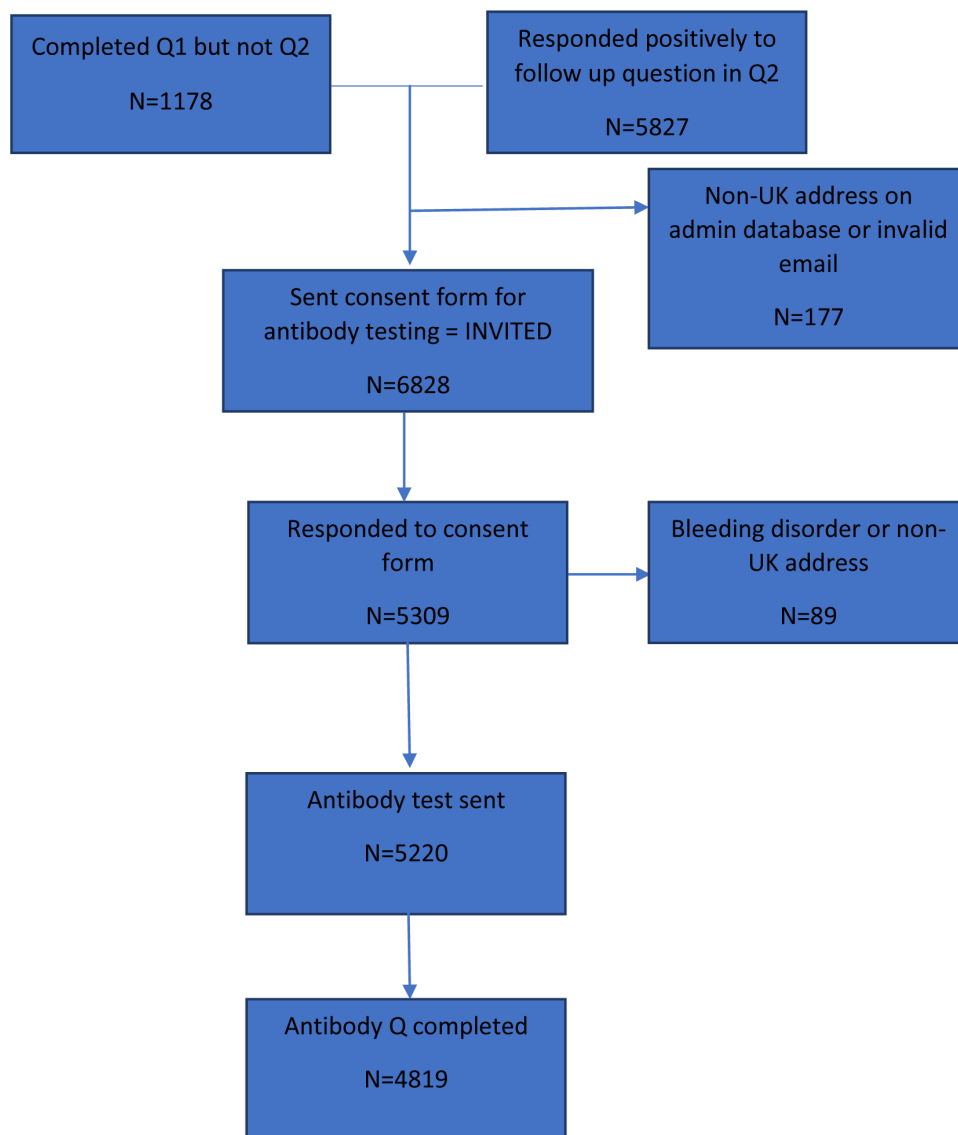 Completed Q1 but not Q2
N=1178
Responded positively to
follow up question in Q2
N=5827
Non-UK address on
admin database or invalid
email
N=177
Sent consent form for
antibody testing = INVITED
N=6828
Responded to consent
form
N=5309
Bleeding disorder or non-
UK address
N=89
Antibody test sent
N=5220
Antibody Q completed
N=4819